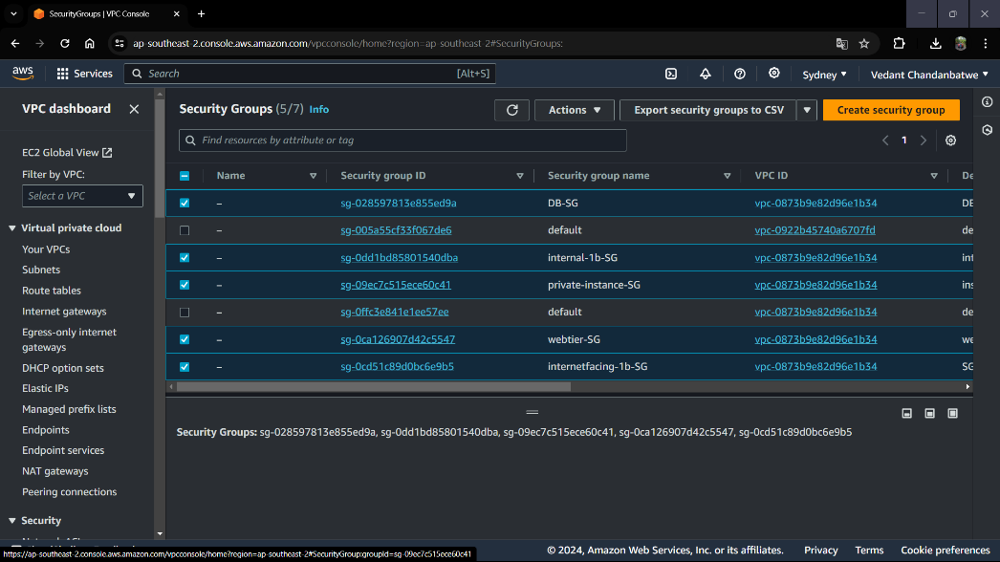 SecurityGroups | VPC Console
ap-southeast-2.console.aws.amazon.com/vpcconsole/home?region=ap-southeast-2#SecurityGroups:
aws Services Search [Alt+S] Sydney Vedant Chandanbatwe
VPC dashboard
EC2 Global View
Filter by VPC:
Select a VPC
Virtual private cloud
Your VPCs
Subnets
Route tables
Internet gateways
Egress-only internet
gateways
DHCP option sets
Elastic IPs
Managed prefix lists
Endpoints
Endpoint services
NAT gateways
Peering connections
Security
Security Groups (5/7) Info
Actions Export security groups to CSV Create security group
Find resources by attribute or tag
1
Name Security group ID Security group name VPC ID De
– sg-028597813e855ed9a DB-SG vpc-0873b9e82d96e1b34 DB
– sg-005a55cf33f067de6 default vpc-0922b45740a6707fd de
– sg-0dd1bd85801540dba internal-1b-SG vpc-0873b9e82d96e1b34 int
– sg-09ec7c515ece60c41 private-instance-SG vpc-0873b9e82d96e1b34 ins
– sg-0ffc3e841e1ee57ee default vpc-0873b9e82d96e1b34 de
– sg-0ca126907d42c5547 webtier-SG vpc-0873b9e82d96e1b34 we
– sg-0cd51c89d0bc6e9b5 internetfacing-1b-SG vpc-0873b9e82d96e1b34 SG
Security Groups: sg-028597813e855ed9a, sg-0dd1bd85801540dba, sg-09ec7c515ece60c41, sg-0ca126907d42c5547, sg-0cd51c89d0bc6e9b5
https://ap-southeast-2.console.aws.amazon.com/vpcconsole/home?region=ap-southeast-2#SecurityGroup:groupId=sg-09ec7c515ece60c41
© 2024, Amazon Web Services, Inc. or its affiliates. Privacy Terms Cookie preferences